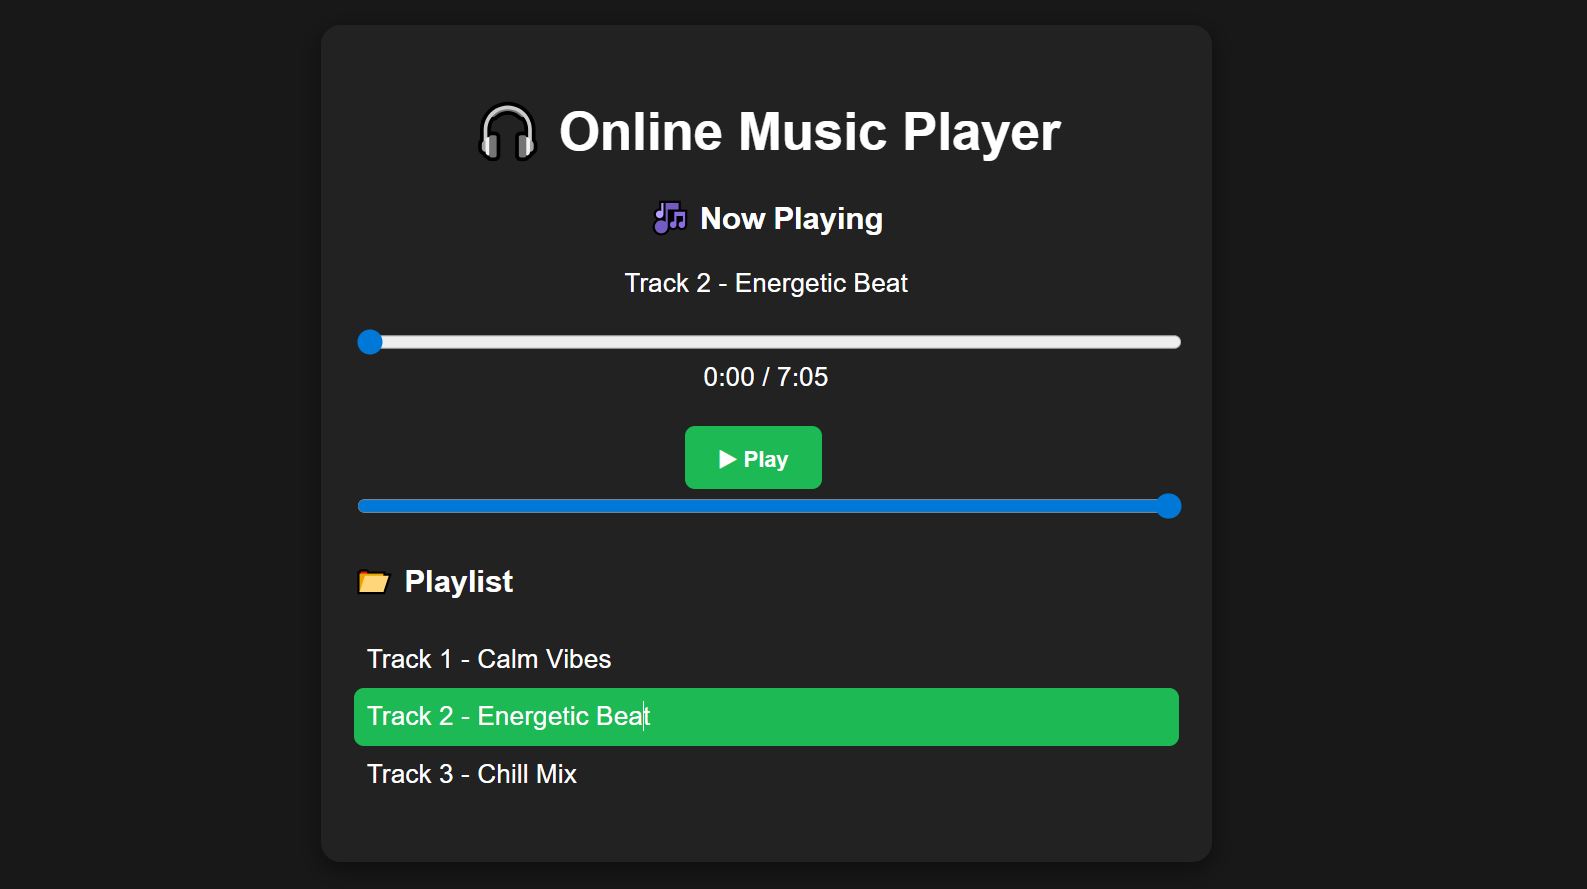 🎧 Online Music Player
🎶 Now Playing
Track 2 - Energetic Beat
0:00 / 7:05
▶ Play
📂 Playlist
Track 1 - Calm Vibes
Track 2 - Energetic Beat
Track 3 - Chill Mix